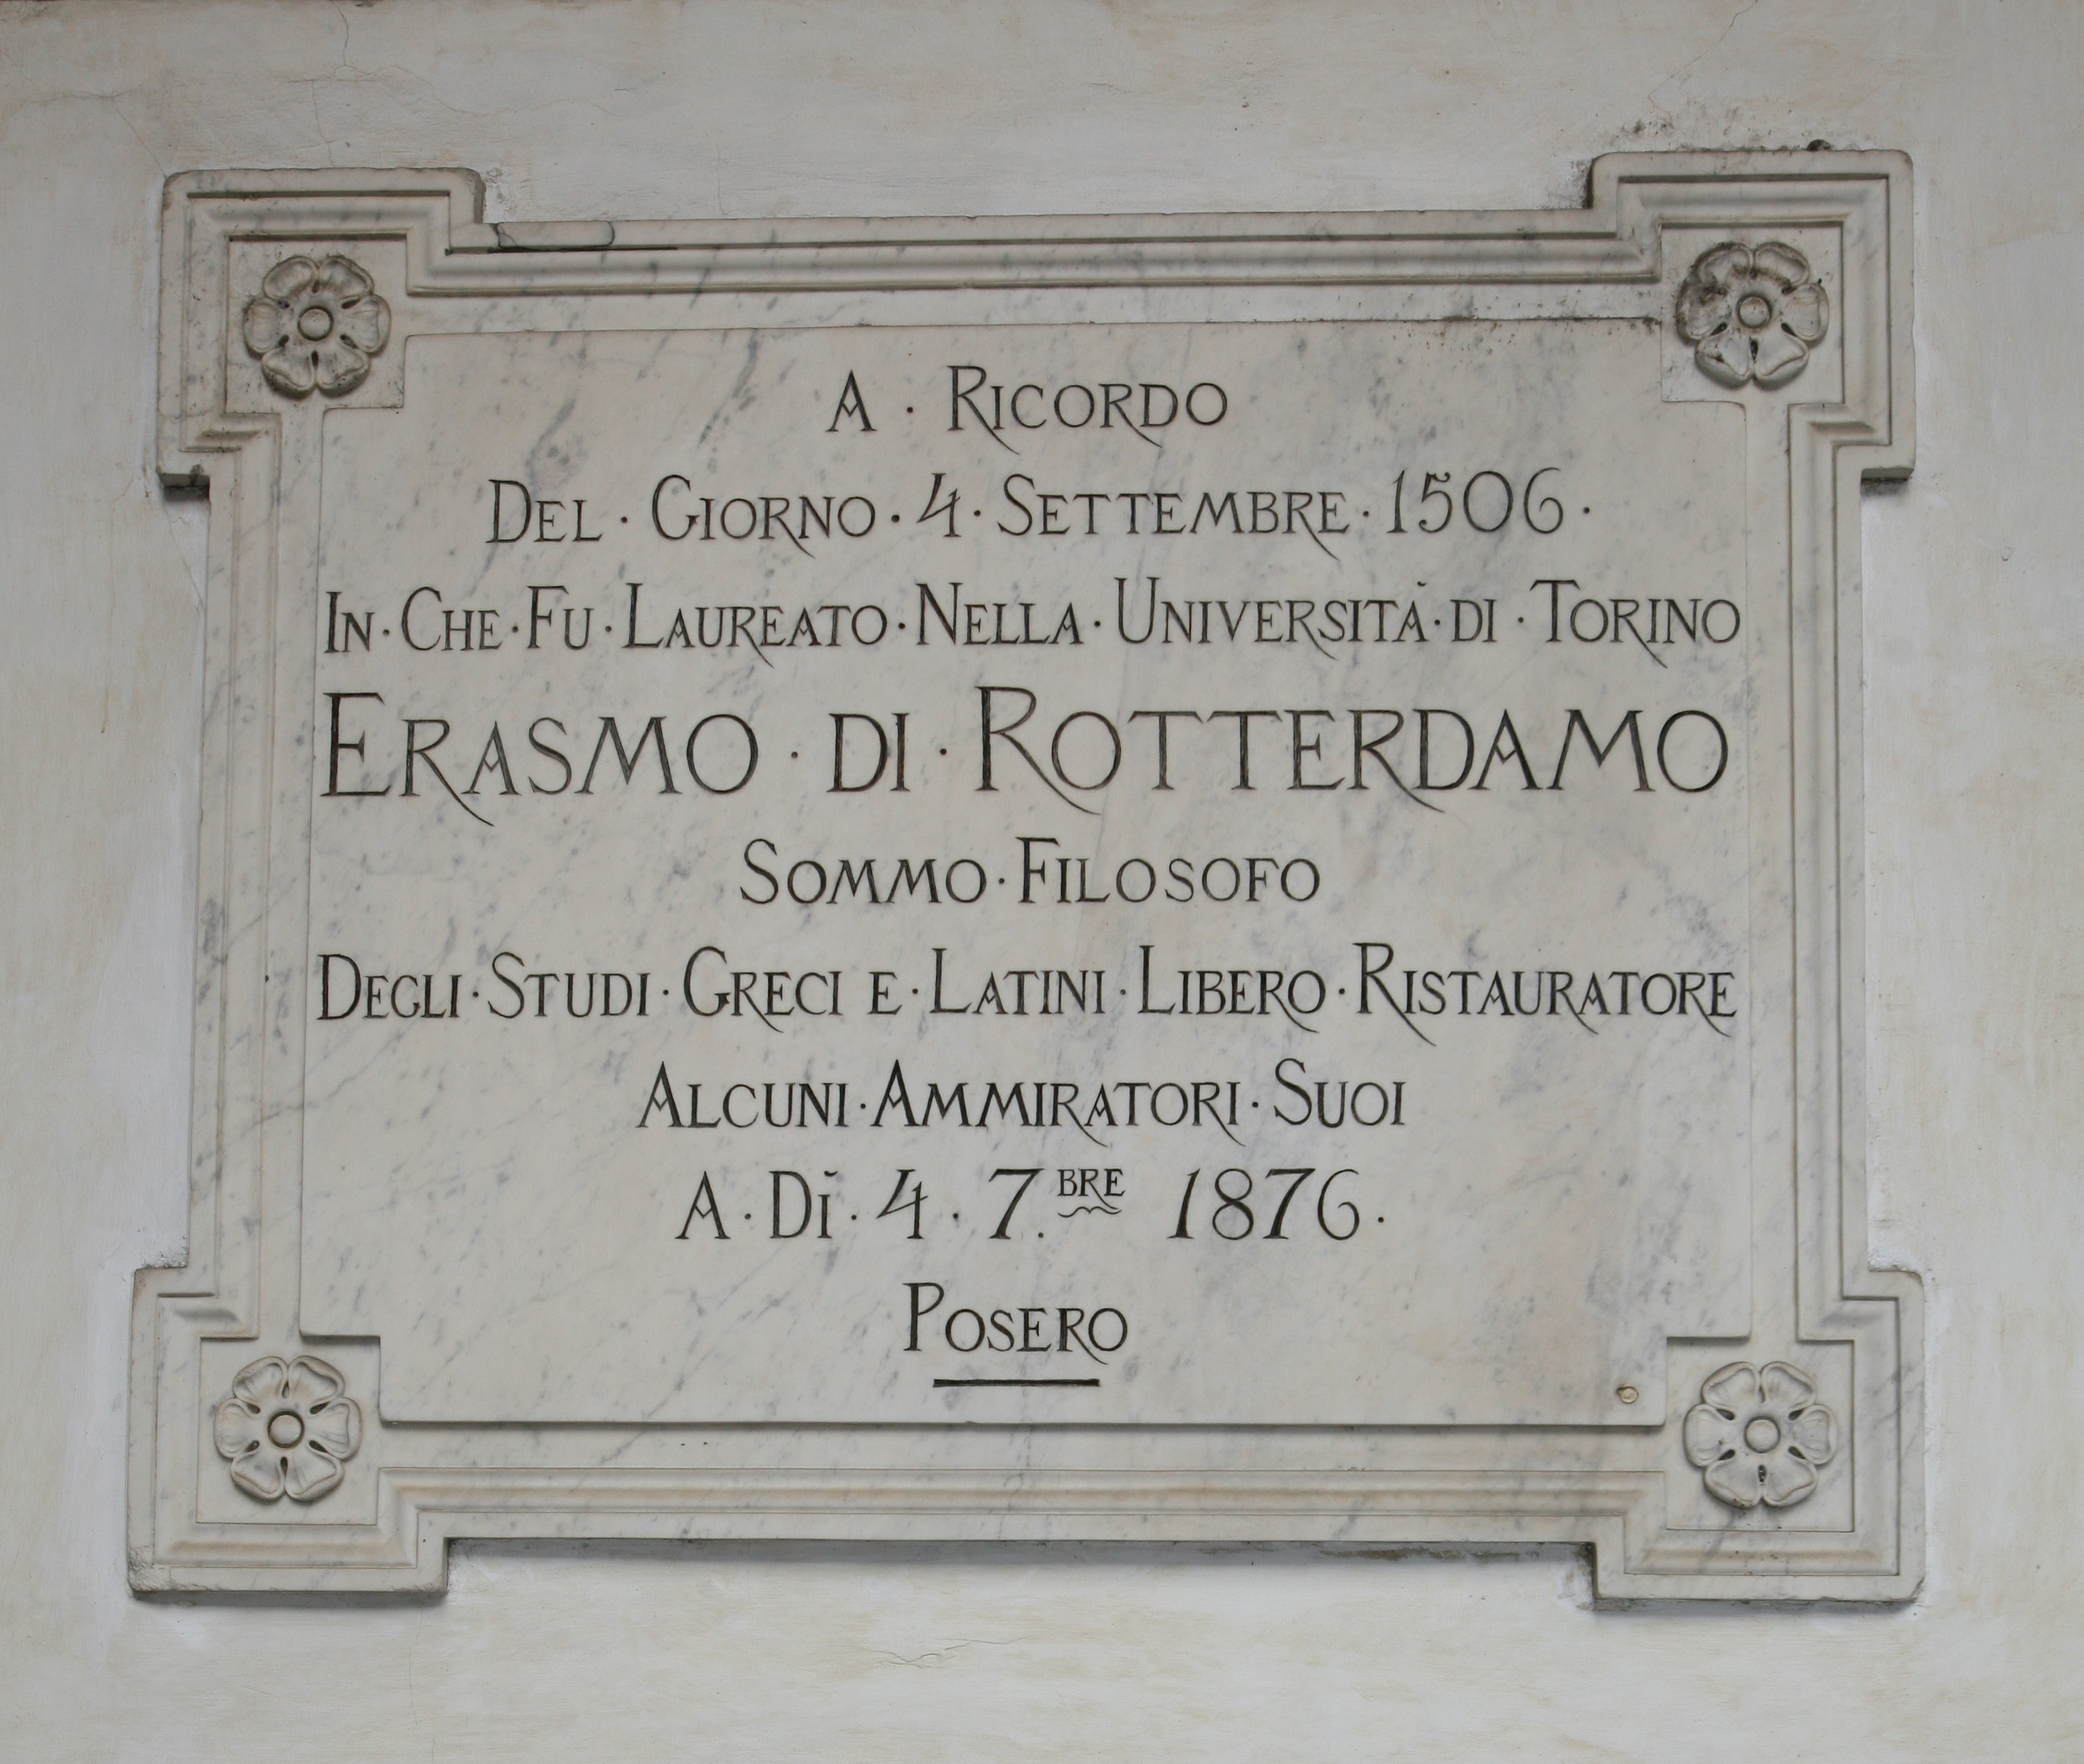 A · RICORDO
DEL · GIORNO · 4 · SETTEMBRE · 1506 ·
IN · CHE · FU · LAUREATO · NELLA · UNIVERSITÀ · DI · TORINO
ERASMO · DI · ROTTERDAMO
SOMMO · FILOSOFO
DEGLI · STUDI · GRECI E · LATINI · LIBERO · RISTAURATORE
ALCUNI · AMMIRATORI · SUOI
A · DÌ · 4 · 7.BRE 1876 ·
POSERO